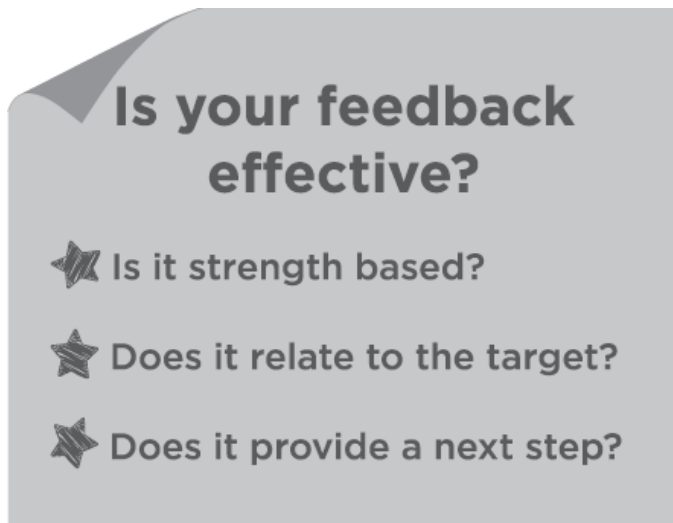 Is your feedback
effective?
Is it strength based?
Does it relate to the target?
Does it provide a next step?